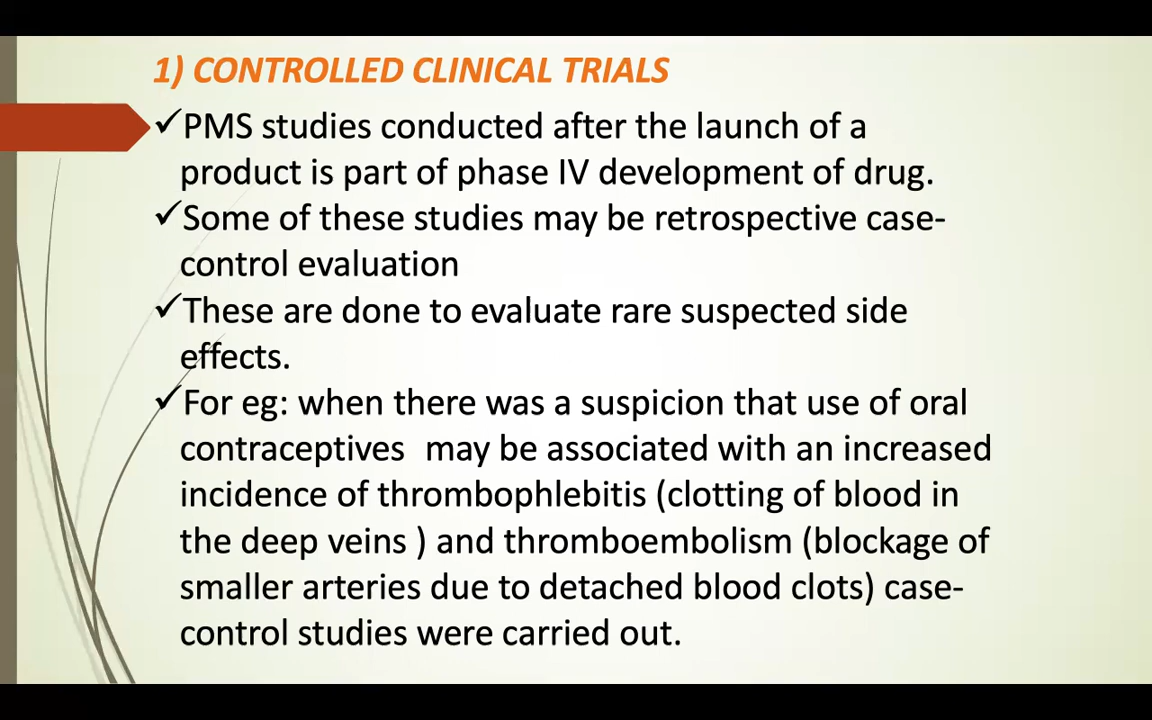 1) CONTROLLED CLINICAL TRIALS
✓PMS studies conducted after the launch of a
product is part of phase IV development of drug.
✓Some of these studies may be retrospective case-
control evaluation
✓These are done to evaluate rare suspected side
effects.
✓For eg: when there was a suspicion that use of oral
contraceptives  may be associated with an increased
incidence of thrombophlebitis (clotting of blood in
the deep veins ) and thromboembolism (blockage of
smaller arteries due to detached blood clots) case-
control studies were carried out.